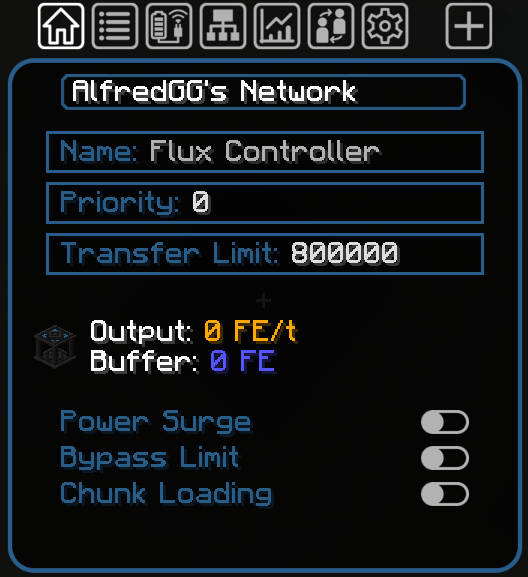 AlfredGG's Network
Name: Flux Controller
Priority: 0
Transfer Limit: 800000
Output: 0 FE/t
Buffer: 0 FE
Power Surge
Bypass Limit
Chunk Loading